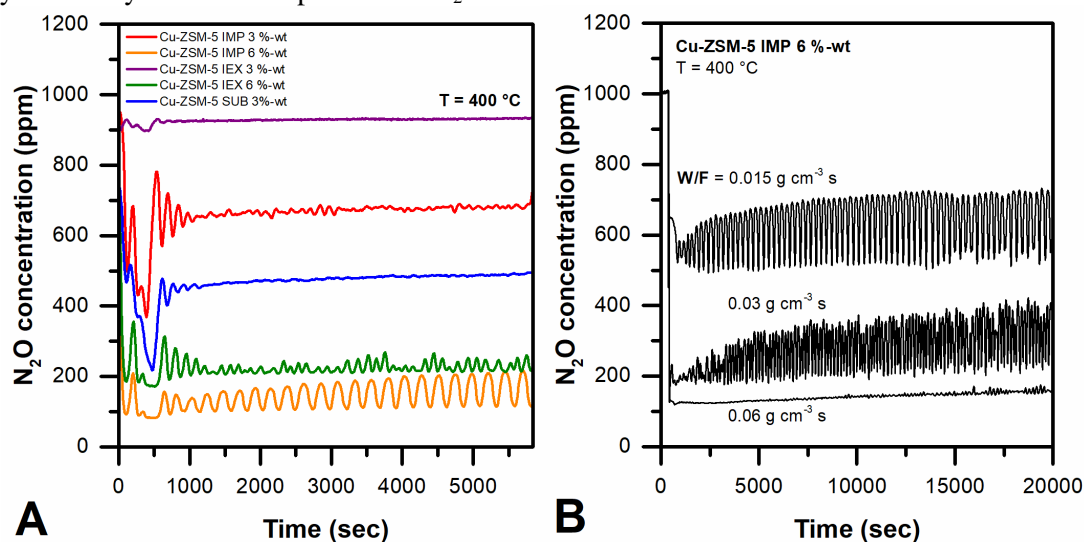 1200
1000
800
600
400
200
0
N₂O concentration (ppm)
Cu-ZSM-5 IMP 3 %-wt
Cu-ZSM-5 IMP 6 %-wt
Cu-ZSM-5 IEX 3 %-wt
Cu-ZSM-5 IEX 6 %-wt
Cu-ZSM-5 SUB 3%-wt
T = 400 °C
0 1000 2000 3000 4000 5000
Time (sec)
A
1200
1000
800
600
400
200
0
N₂O concentration (ppm)
Cu-ZSM-5 IMP 6 %-wt
T = 400 °C
W/F = 0.015 g cm⁻³ s
0.03 g cm⁻³ s
0.06 g cm⁻³ s
0 5000 10000 15000 20000
Time (sec)
B